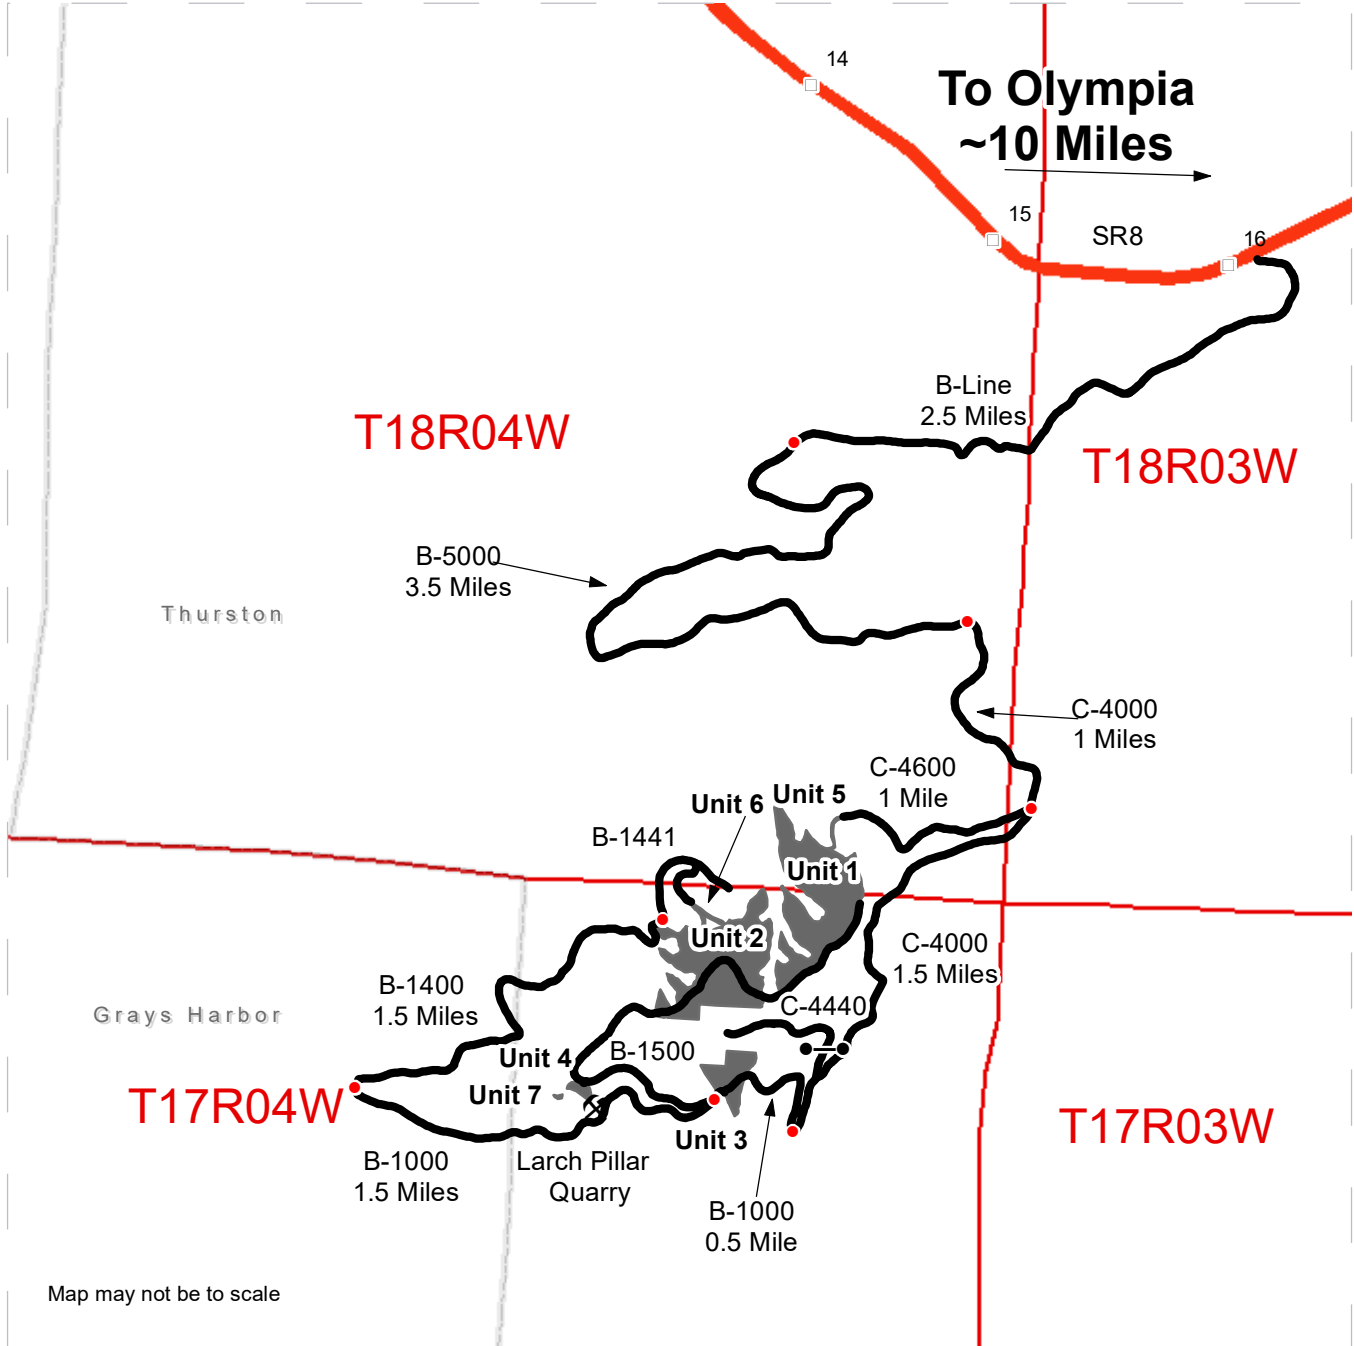 14
To Olympia
~10 Miles
15
SR8
16
B-Line
2.5 Miles
T18R04W
T18R03W
B-5000
3.5 Miles
Thurston
C-4000
1 Miles
C-4600
1 Mile
Unit 5
Unit 6
B-1441
Unit 1
Unit 2
C-4000
1.5 Miles
B-1400
1.5 Miles
C-4440
Grays Harbor
B-1500
Unit 4
Unit 7
T17R04W
T17R03W
Unit 3
B-1000
1.5 Miles
Larch Pillar
Quarry
B-1000
0.5 Mile
Map may not be to scale